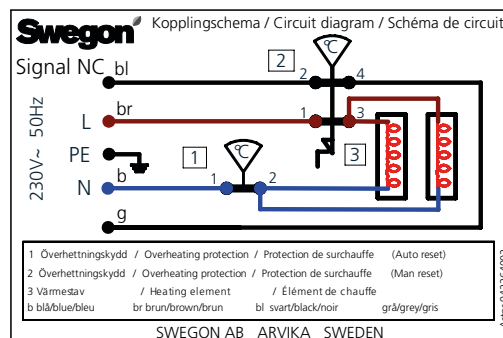 Swegon Kopplingschema / Circuit diagram / Schéma de circuit
Signal NC bl
2
°C
2 4
L br
1 3
230V~ 50Hz
PE
1
°C
3
N b
1 2
g
1 Överhettningskydd / Overheating protection / Protection de surchauffe (Auto reset)
2 Överhettningskydd / Overheating protection / Protection de surchauffe (Man reset)
3 Värmestav / Heating element / Élément de chauffe
b blå/blue/bleu br brun/brown/brun bl svart/black/noir grå/grey/gris
SWEGON AB ARVIKA SWEDEN